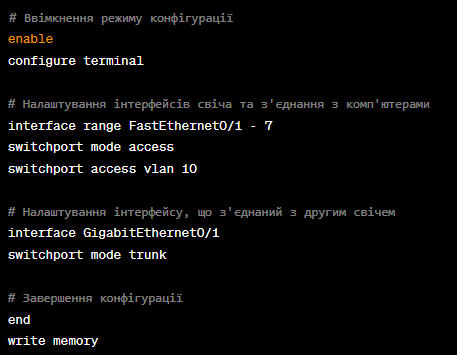 # Ввімкнення режиму конфігурації
enable
configure terminal
# Налаштування інтерфейсів свіча та з'єднання з комп'ютерами
interface range FastEthernet0/1 - 7
switchport mode access
switchport access vlan 10
# Налаштування інтерфейсу, що з'єднаний з другим свічем
interface GigabitEthernet0/1
switchport mode trunk
# Завершення конфігурації
end
write memory